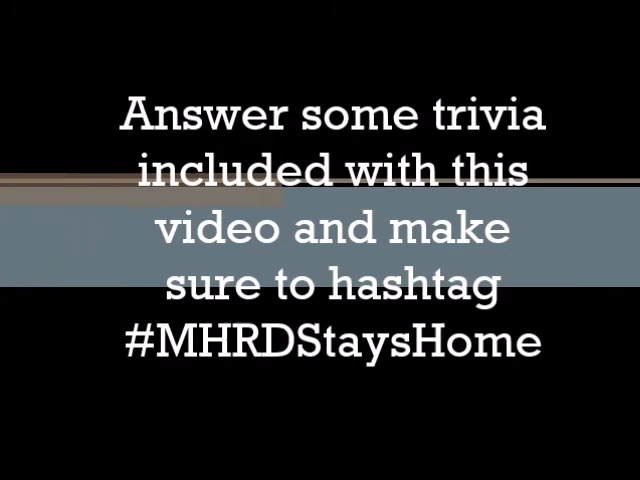 Answer some trivia
included with this
video and make
sure to hashtag
#MHRDStaysHome